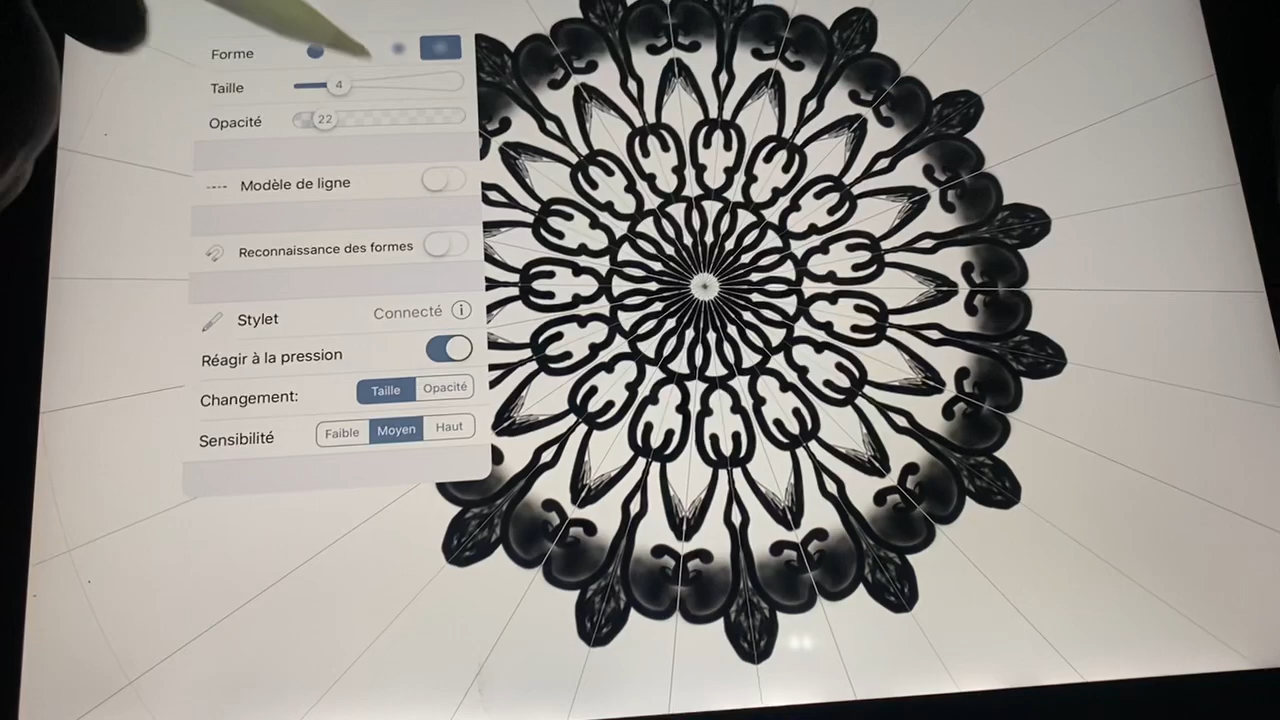 Forme
Taille 4
Opacité 22
Modèle de ligne
Reconnaissance des formes
Stylet Connecté i
Réagir à la pression
Changement: Taille Opacité
Sensibilité Faible Moyen Haut